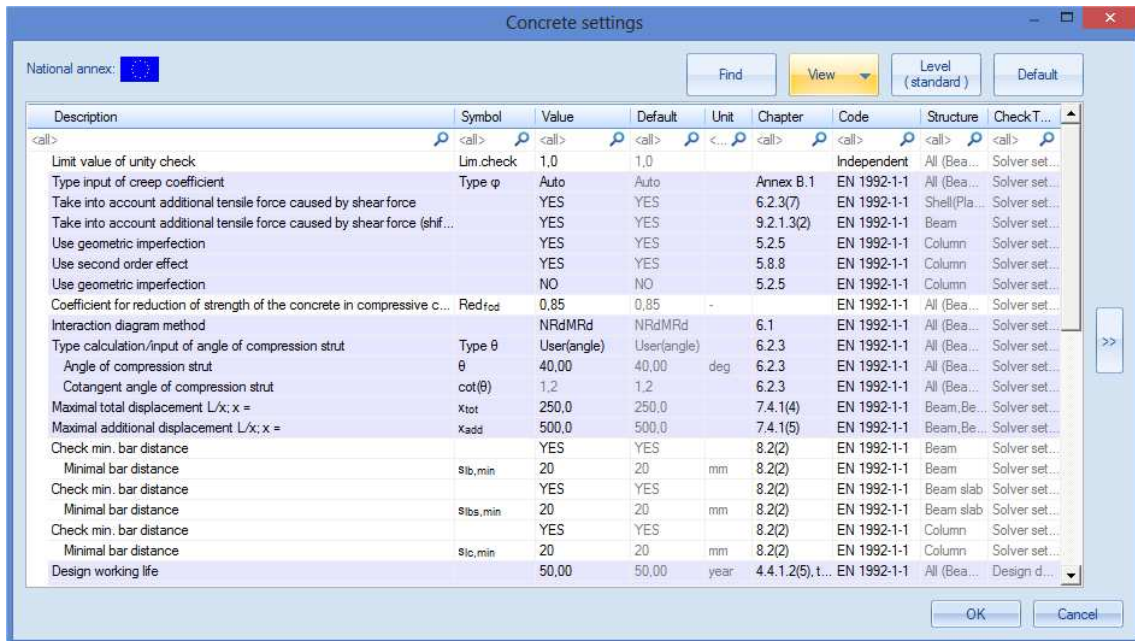 Concrete settings
National annex: Find View Level (standard) Default
Description Symbol Value Default Unit Chapter Code Structure Check T...
<all> <all> <all> <all> <... <all> <all> <all> <all>
Limit value of unity check Lim.check 1,0 1,0 Independent All (Bea... Solver set...
Type input of creep coefficient Type φ Auto Auto Annex B.1 EN 1992-1-1 All (Bea... Solver set...
Take into account additional tensile force caused by shear force YES YES 6.2.3(7) EN 1992-1-1 Shell(Pla... Solver set...
Take into account additional tensile force caused by shear force (shif... YES YES 9.2.1.3(2) EN 1992-1-1 Beam Solver set...
Use geometric imperfection YES YES 5.2.5 EN 1992-1-1 Column Solver set...
Use second order effect YES YES 5.8.8 EN 1992-1-1 Column Solver set...
Use geometric imperfection NO NO 5.2.5 EN 1992-1-1 Column Solver set...
Coefficient for reduction of strength of the concrete in compressive c... Red fcd 0,85 0,85 - EN 1992-1-1 All (Bea... Solver set...
Interaction diagram method NRdMRd NRdMRd 6.1 EN 1992-1-1 All (Bea... Solver set...
Type calculation/input of angle of compression strut Type θ User(angle) User(angle) 6.2.3 EN 1992-1-1 All (Bea... Solver set...
Angle of compression strut θ 40,00 40,00 deg 6.2.3 EN 1992-1-1 All (Bea... Solver set...
Cotangent angle of compression strut cot(θ) 1,2 1,2 6.2.3 EN 1992-1-1 All (Bea... Solver set...
Maximal total displacement L/x; x = xtot 250,0 250,0 7.4.1(4) EN 1992-1-1 Beam,Be... Solver set...
Maximal additional displacement L/x; x = xadd 500,0 500,0 7.4.1(5) EN 1992-1-1 Beam,Be... Solver set...
Check min. bar distance YES YES 8.2(2) EN 1992-1-1 Beam Solver set...
Minimal bar distance slb,min 20 20 mm 8.2(2) EN 1992-1-1 Beam Solver set...
Check min. bar distance YES YES 8.2(2) EN 1992-1-1 Beam slab Solver set...
Minimal bar distance slbs,min 20 20 mm 8.2(2) EN 1992-1-1 Beam slab Solver set...
Check min. bar distance YES YES 8.2(2) EN 1992-1-1 Column Solver set...
Minimal bar distance slc,min 20 20 mm 8.2(2) EN 1992-1-1 Column Solver set...
Design working life 50,00 50,00 year 4.4.1.2(5), t... EN 1992-1-1 All (Bea... Design d...
>>
OK Cancel